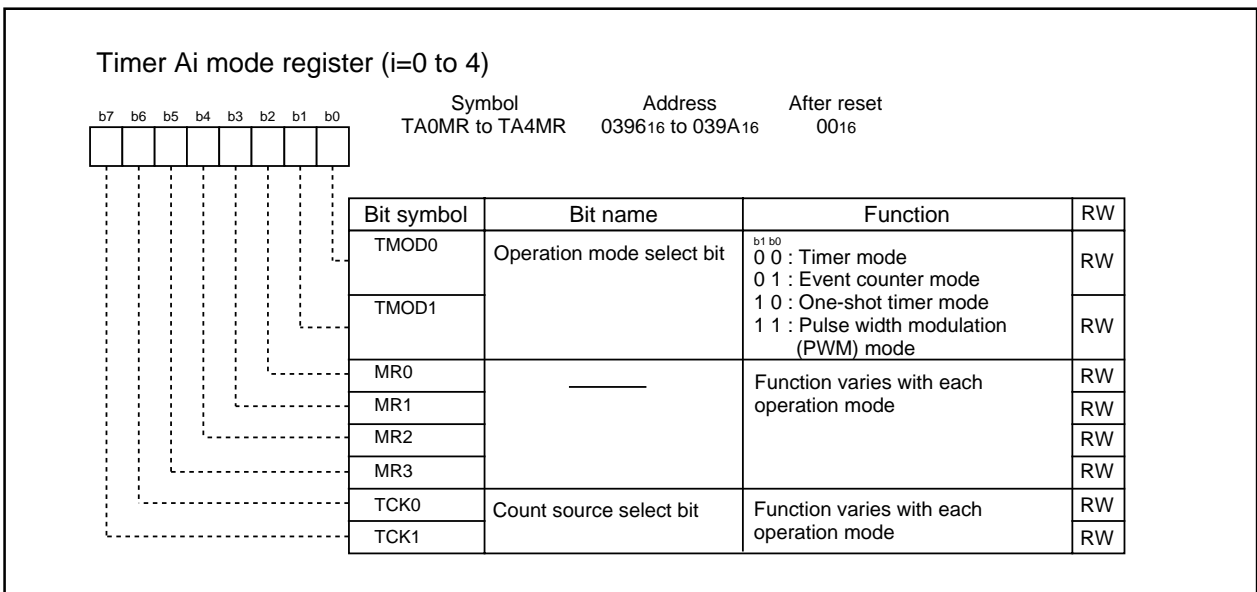 Timer Ai mode register (i=0 to 4)
Symbol Address After reset
TA0MR to TA4MR 039616 to 039A16 0016
b7 b6 b5 b4 b3 b2 b1 b0
Bit symbol Bit name Function RW
TMOD0 Operation mode select bit b1 b0
0 0 : Timer mode RW
0 1 : Event counter mode
TMOD1 1 0 : One-shot timer mode
1 1 : Pulse width modulation RW
(PWM) mode
MR0 Function varies with each RW
MR1 operation mode RW
MR2 RW
MR3 RW
TCK0 Count source select bit Function varies with each RW
TCK1 operation mode RW